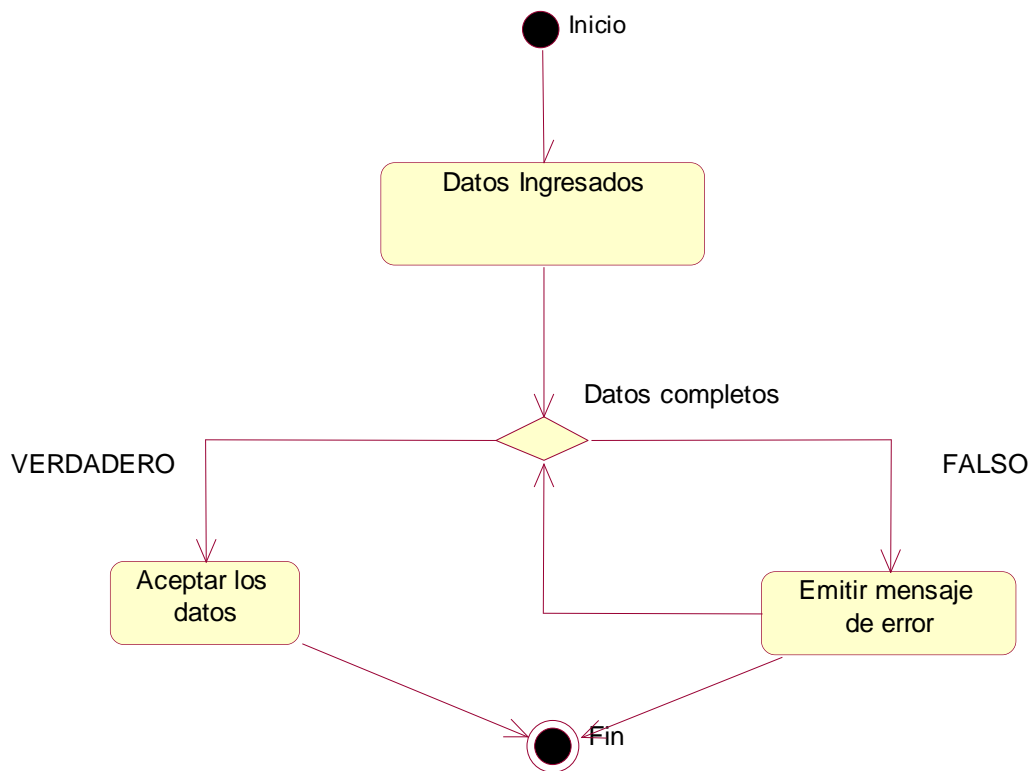 Inicio
Datos Ingresados
Datos completos
VERDADERO
FALSO
Aceptar los
datos
Emitir mensaje
de error
Fin